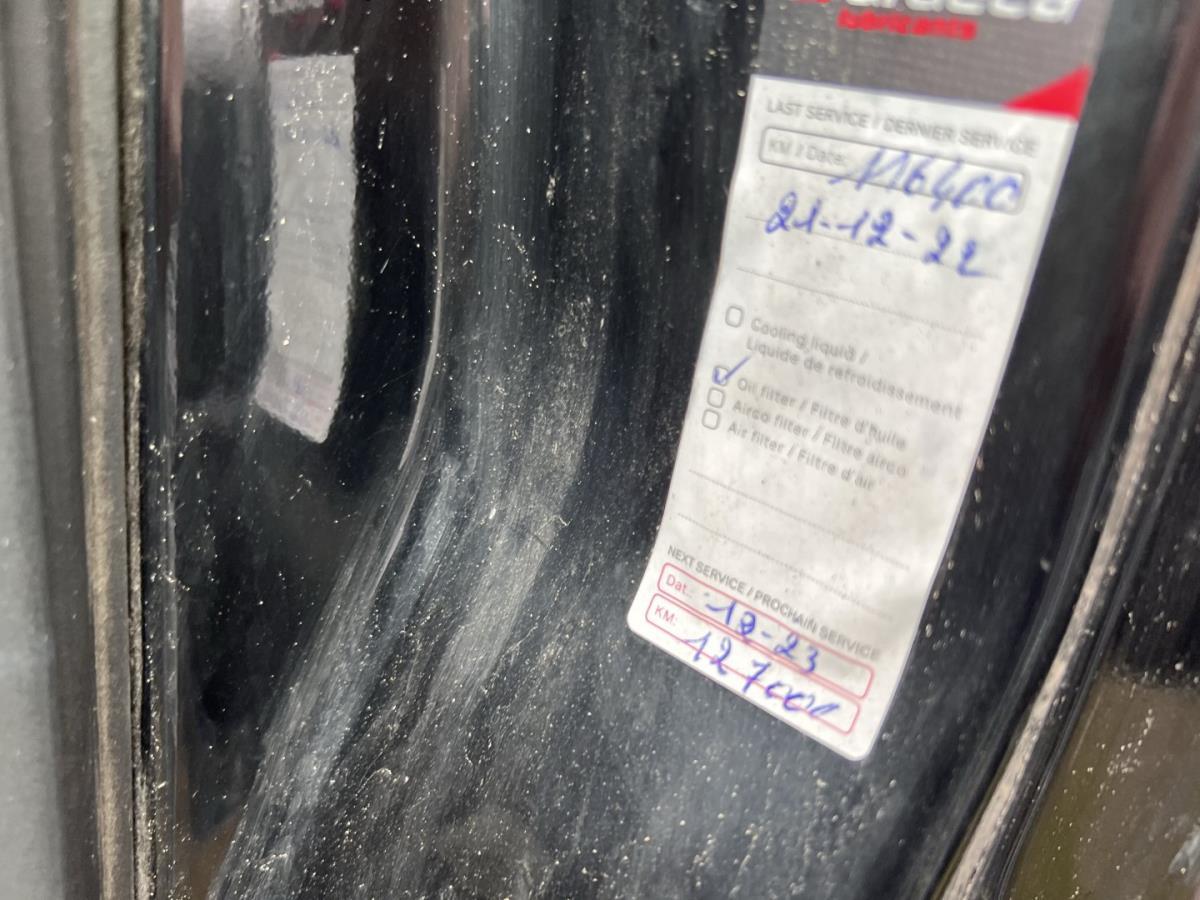 lubricants
LAST SERVICE / DERNIER SERVICE
KM / Date: 116400
21-12-22
Cooling liquid /
Liquide de refroidissement
Oil filter / Filtre d'huile
Airco filter / Filtre airco
Air filter / Filtre d'air
NEXT SERVICE / PROCHAIN SERVICE
Dat.: 12-23
KM: 127000